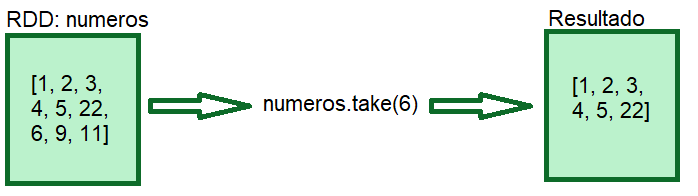 RDD: numeros
[1, 2, 3,
4, 5, 22,
6, 9, 11]
numeros.take(6)
Resultado
[1, 2, 3,
4, 5, 22]